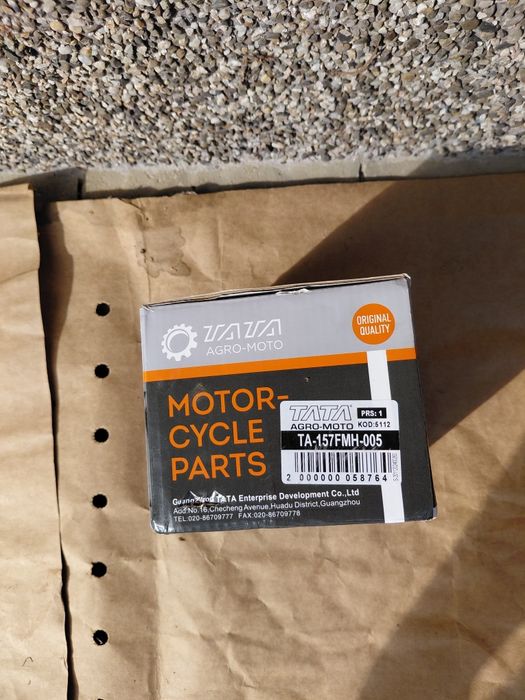 TATA
AGRO-MOTO
ORIGINAL
QUALITY
MOTOR-
CYCLE
PARTS
TATA
AGRO-MOTO
PRS: 1
KOD:5112
TA-157FMH-005
2 000000 058764
Guangzhou TATA Enterprise Development Co.,Ltd
Add:No.16,Checheng Avenue,Huadu District,Guangzhou
TEL:020-86709777 FAX:020-86709778